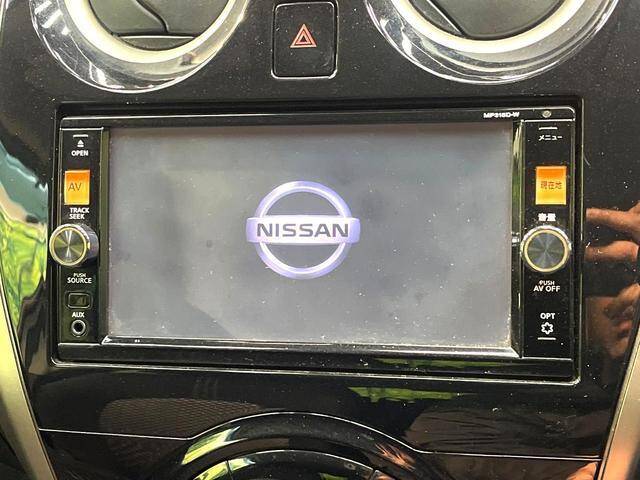 MP315D-W
OPEN
メニュー
AV
現在地
TRACK
SEEK
音量
NISSAN
PUSH
SOURCE
PUSH
AV OFF
AUX
OPT